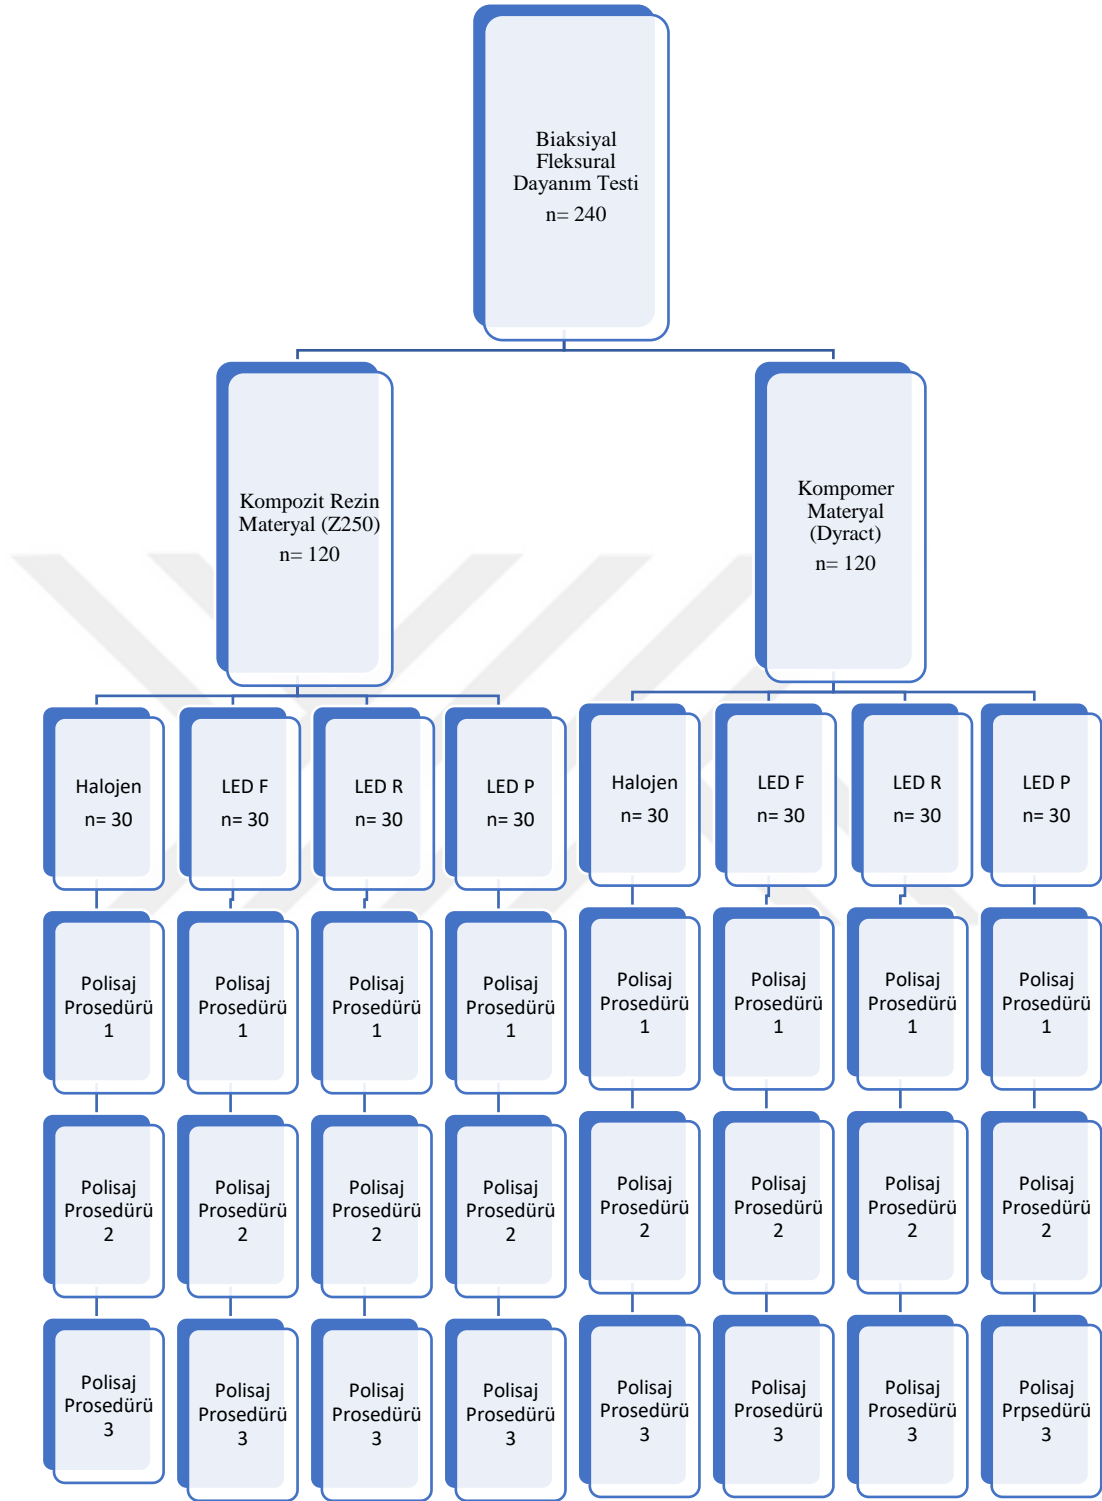 Biaksiyal
Fleksural
Dayanım Testi
n= 240
Kompozit Rezin
Materyal (Z250)
n= 120
Kompomer
Materyal
(Dyract)
n= 120
Halojen
n= 30
LED F
n= 30
LED R
n= 30
LED P
n= 30
Halojen
n= 30
LED F
n= 30
LED R
n= 30
LED P
n= 30
Polisaj
Prosedürü
1
Polisaj
Prosedürü
1
Polisaj
Prosedürü
1
Polisaj
Prosedürü
1
Polisaj
Prosedürü
1
Polisaj
Prosedürü
1
Polisaj
Prosedürü
1
Polisaj
Prosedürü
1
Polisaj
Prosedürü
2
Polisaj
Prosedürü
2
Polisaj
Prosedürü
2
Polisaj
Prosedürü
2
Polisaj
Prosedürü
2
Polisaj
Prosedürü
2
Polisaj
Prosedürü
2
Polisaj
Prosedürü
2
Polisaj
Prosedürü
3
Polisaj
Prosedürü
3
Polisaj
Prosedürü
3
Polisaj
Prosedürü
3
Polisaj
Prosedürü
3
Polisaj
Prosedürü
3
Polisaj
Prosedürü
3
Polisaj
Prpsedürü
3